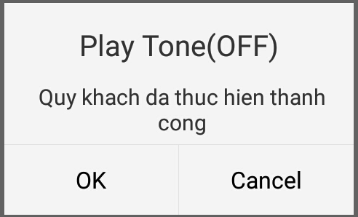 Play Tone(OFF)
Quy khach da thuc hien thanh
cong
OK
Cancel